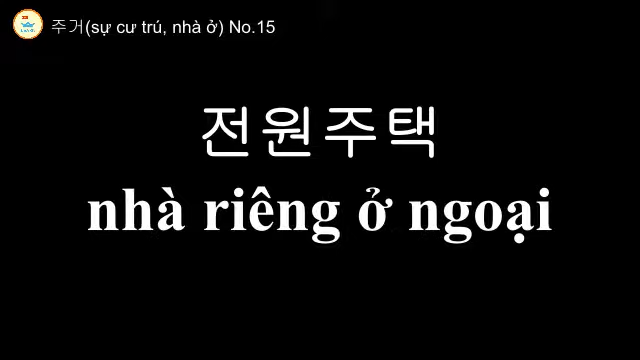 주거(sự cư trú, nhà ở) No.15
전원주택
nhà riêng ở ngoại